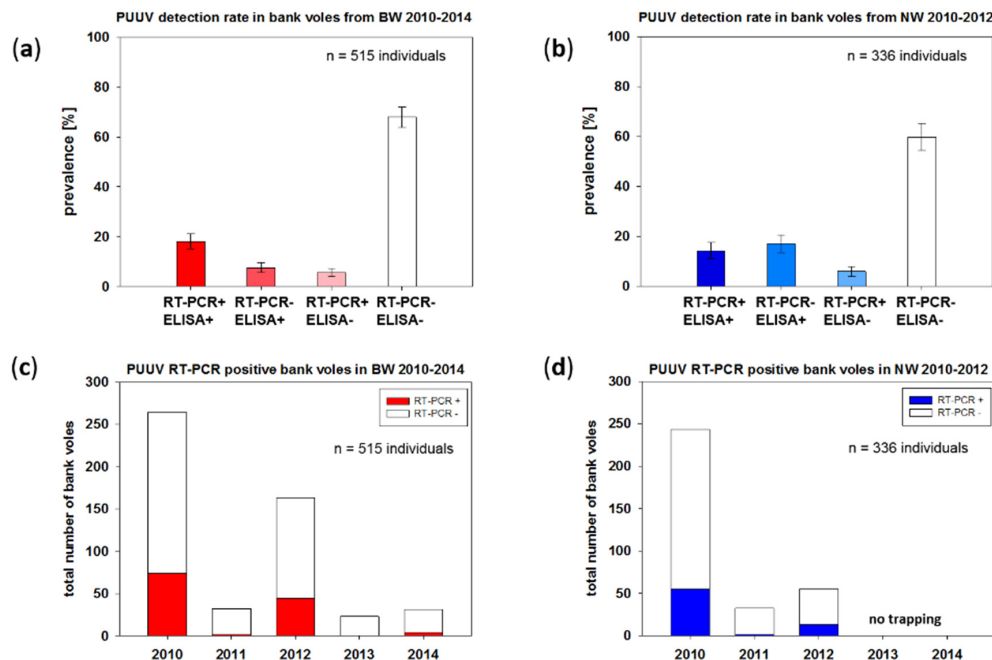 PUUV detection rate in bank voles from BW 2010-2014
(a)
n = 515 individuals
prevalence [%]
100
80
60
40
20
0
RT-PCR+ RT-PCR- RT-PCR+ RT-PCR-
ELISA+ ELISA+ ELISA- ELISA-
PUUV detection rate in bank voles from NW 2010-2012
(b)
n = 336 individuals
prevalence [%]
100
80
60
40
20
0
RT-PCR+ RT-PCR- RT-PCR+ RT-PCR-
ELISA+ ELISA+ ELISA- ELISA-
(c)
PUUV RT-PCR positive bank voles in BW 2010-2014
RT-PCR +
RT-PCR -
n = 515 individuals
total number of bank voles
300
250
200
150
100
50
0
2010 2011 2012 2013 2014
(d)
PUUV RT-PCR positive bank voles in NW 2010-2012
RT-PCR +
RT-PCR -
n = 336 individuals
total number of bank voles
300
250
200
150
100
50
0
no trapping
2010 2011 2012 2013 2014